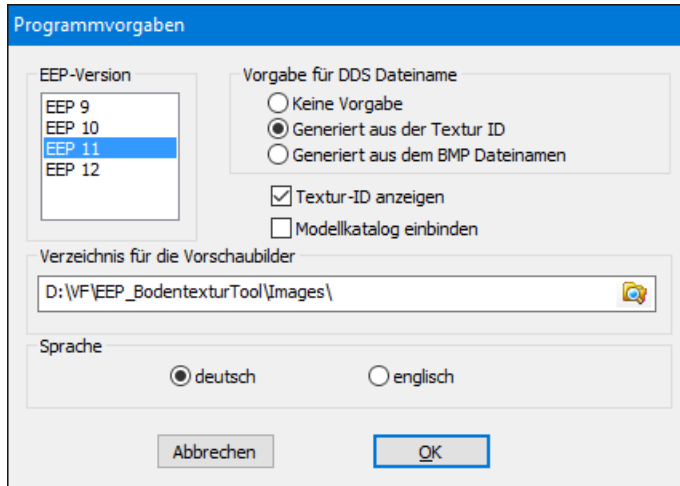 Programmvorgaben
EEP-Version
EEP 9
EEP 10
EEP 11
EEP 12
Vorgabe für DDS Dateiname
Keine Vorgabe
Generiert aus der Textur ID
Generiert aus dem BMP Dateinamen
Textur-ID anzeigen
Modellkatalog einbinden
Verzeichnis für die Vorschaubilder
D:\VF\EEP_BodentexturTool\Images\
Sprache
deutsch
englisch
Abbrechen
OK